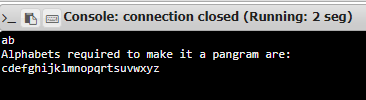 Console: connection closed (Running: 2 seg)
ab
Alphabets required to make it a pangram are:
cdefghijklmnopqrtsuvwxyz